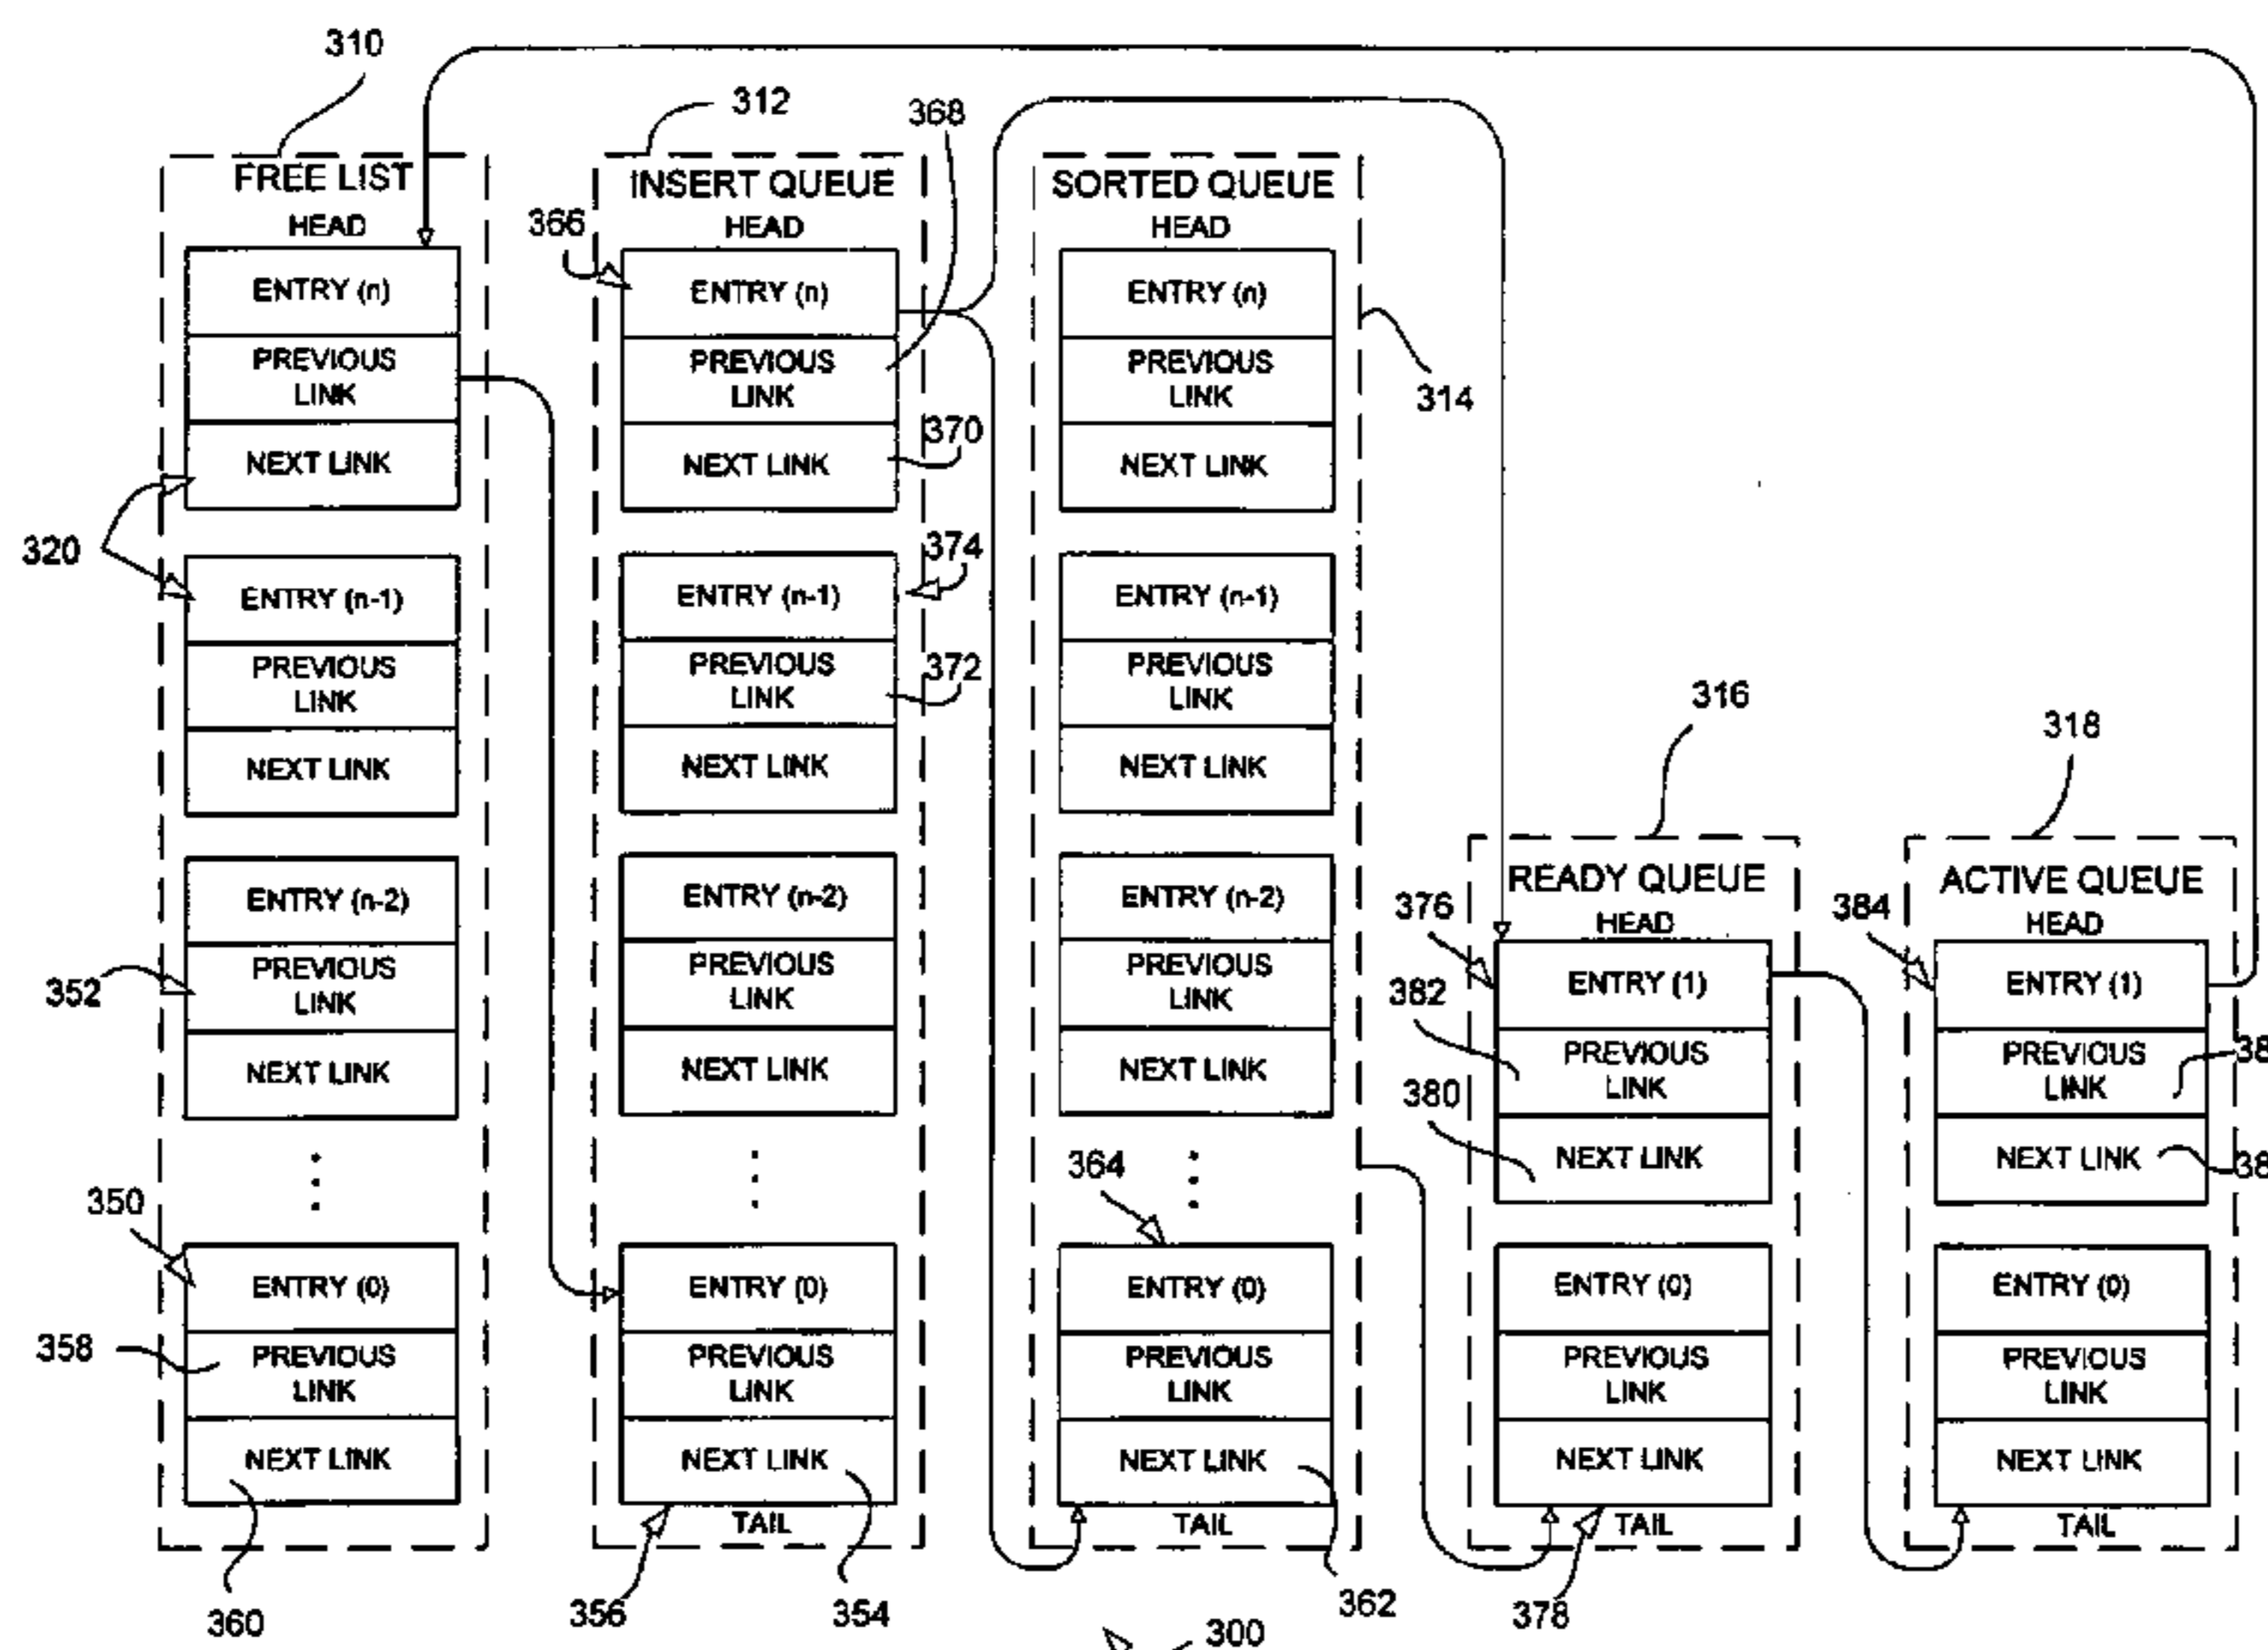 310
312
368
FREE LIST
HEAD
ENTRY (n)
PREVIOUS
LINK
NEXT LINK
320
ENTRY (n-1)
PREVIOUS
LINK
NEXT LINK
ENTRY (n-2)
352
PREVIOUS
LINK
NEXT LINK
350
ENTRY (0)
358
PREVIOUS
LINK
NEXT LINK
360
INSERT QUEUE
HEAD
366
ENTRY (n)
PREVIOUS
LINK
370
NEXT LINK
374
ENTRY (n-1)
372
PREVIOUS
LINK
NEXT LINK
ENTRY (n-2)
PREVIOUS
LINK
NEXT LINK
ENTRY (0)
PREVIOUS
LINK
NEXT LINK
TAIL
356
354
SORTED QUEUE
HEAD
ENTRY (n)
PREVIOUS
LINK
314
NEXT LINK
ENTRY (n-1)
PREVIOUS
LINK
NEXT LINK
ENTRY (n-2)
PREVIOUS
LINK
NEXT LINK
364
ENTRY (0)
PREVIOUS
LINK
NEXT LINK
TAIL
362
316
READY QUEUE
HEAD
376
ENTRY (1)
382
PREVIOUS
LINK
380
NEXT LINK
ENTRY (0)
PREVIOUS
LINK
NEXT LINK
TAIL
378
318
ACTIVE QUEUE
HEAD
384
ENTRY (1)
PREVIOUS
LINK
NEXT LINK
ENTRY (0)
PREVIOUS
LINK
NEXT LINK
TAIL
300